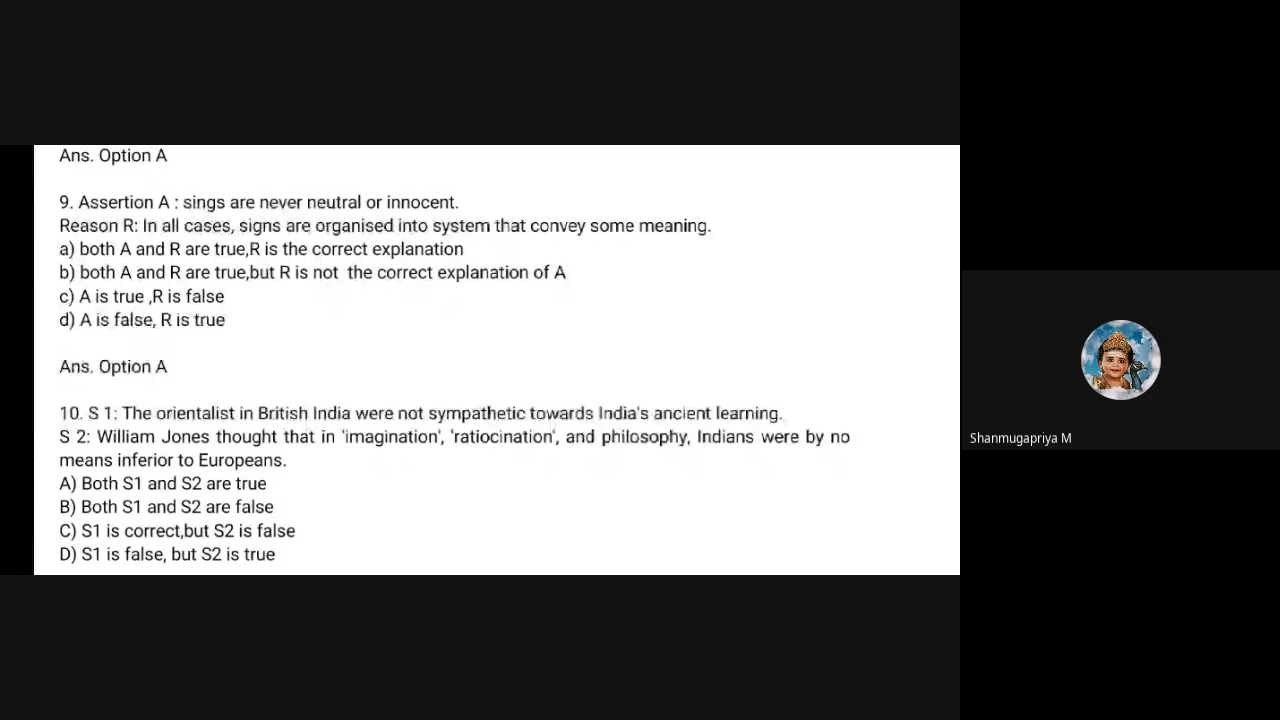 Ans. Option A
9. Assertion A : sings are never neutral or innocent.
Reason R: In all cases, signs are organised into system that convey some meaning.
a) both A and R are true,R is the correct explanation
b) both A and R are true,but R is not the correct explanation of A
c) A is true ,R is false
d) A is false, R is true
Ans. Option A
10. S 1: The orientalist in British India were not sympathetic towards India's ancient learning.
S 2: William Jones thought that in 'imagination', 'ratiocination', and philosophy, Indians were by no
means inferior to Europeans.
A) Both S1 and S2 are true
B) Both S1 and S2 are false
C) S1 is correct,but S2 is false
D) S1 is false, but S2 is true
Shanmugapriya M